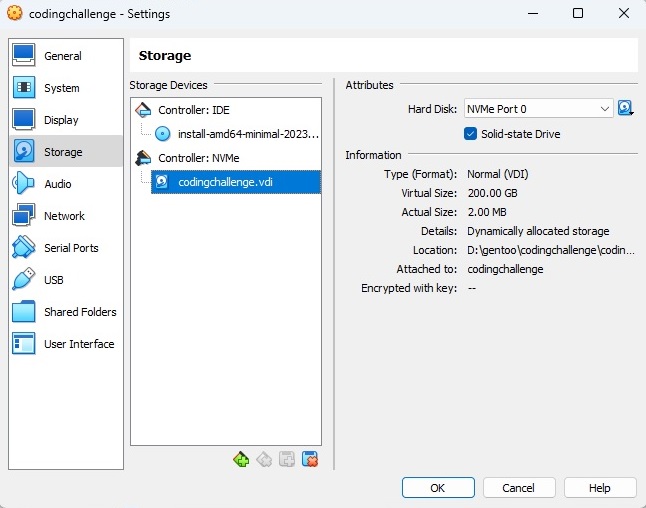 codingchallenge - Settings
General
System
Display
Storage
Audio
Network
Serial Ports
USB
Shared Folders
User Interface
Storage
Storage Devices
Controller: IDE
install-amd64-minimal-2023...
Controller: NVMe
codingchallenge.vdi
Attributes
Hard Disk: NVMe Port 0
Solid-state Drive
Information
Type (Format): Normal (VDI)
Virtual Size: 200.00 GB
Actual Size: 2.00 MB
Details: Dynamically allocated storage
Location: D:\gentoo\codingchallenge\codin...
Attached to: codingchallenge
Encrypted with key: --
OK
Cancel
Help